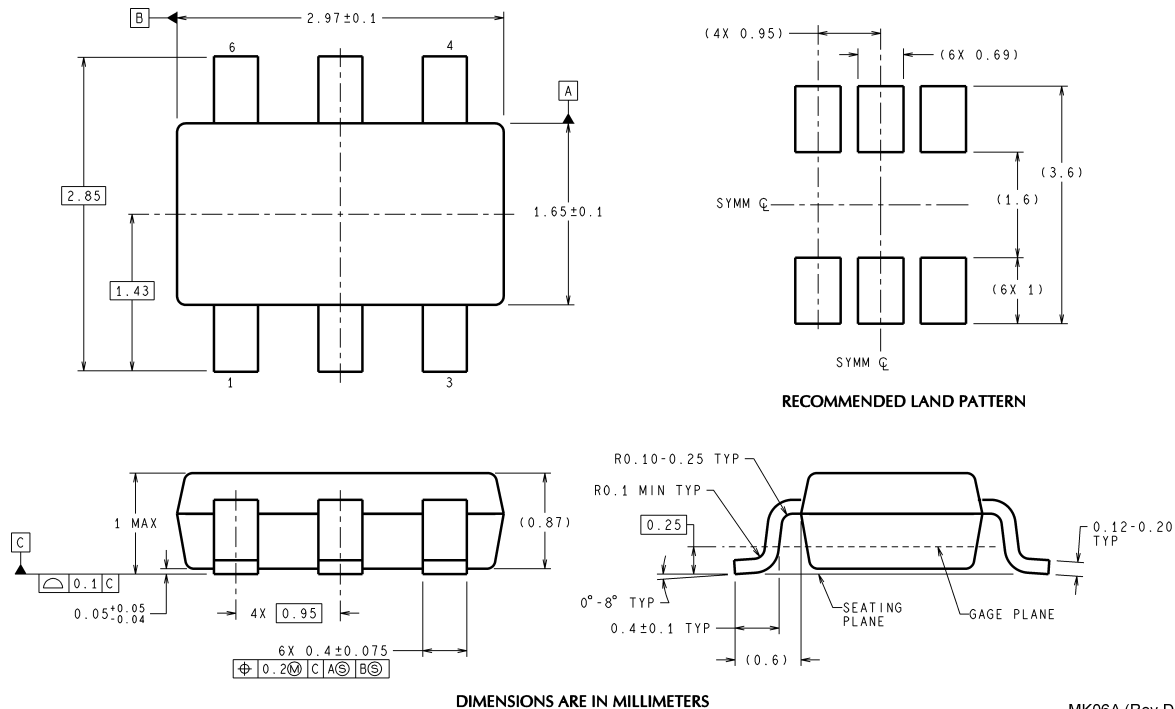 B
2.97±0.1
6
4
A
2.85
1.43
1.65±0.1
1
3
(4X 0.95)
(6X 0.69)
(3.6)
(1.6)
SYMM ℄
(6X 1)
SYMM ℄
RECOMMENDED LAND PATTERN
1 MAX
(0.87)
C
⌓ 0.1 C
0.05 +0.05 -0.04
4X 0.95
6X 0.4±0.075
⌖ 0.2Ⓜ C AⓈ BⓈ
R0.10-0.25 TYP
R0.1 MIN TYP
0.25
0.12-0.20
TYP
0°-8° TYP
SEATING
PLANE
GAGE PLANE
0.4±0.1 TYP
(0.6)
DIMENSIONS ARE IN MILLIMETERS